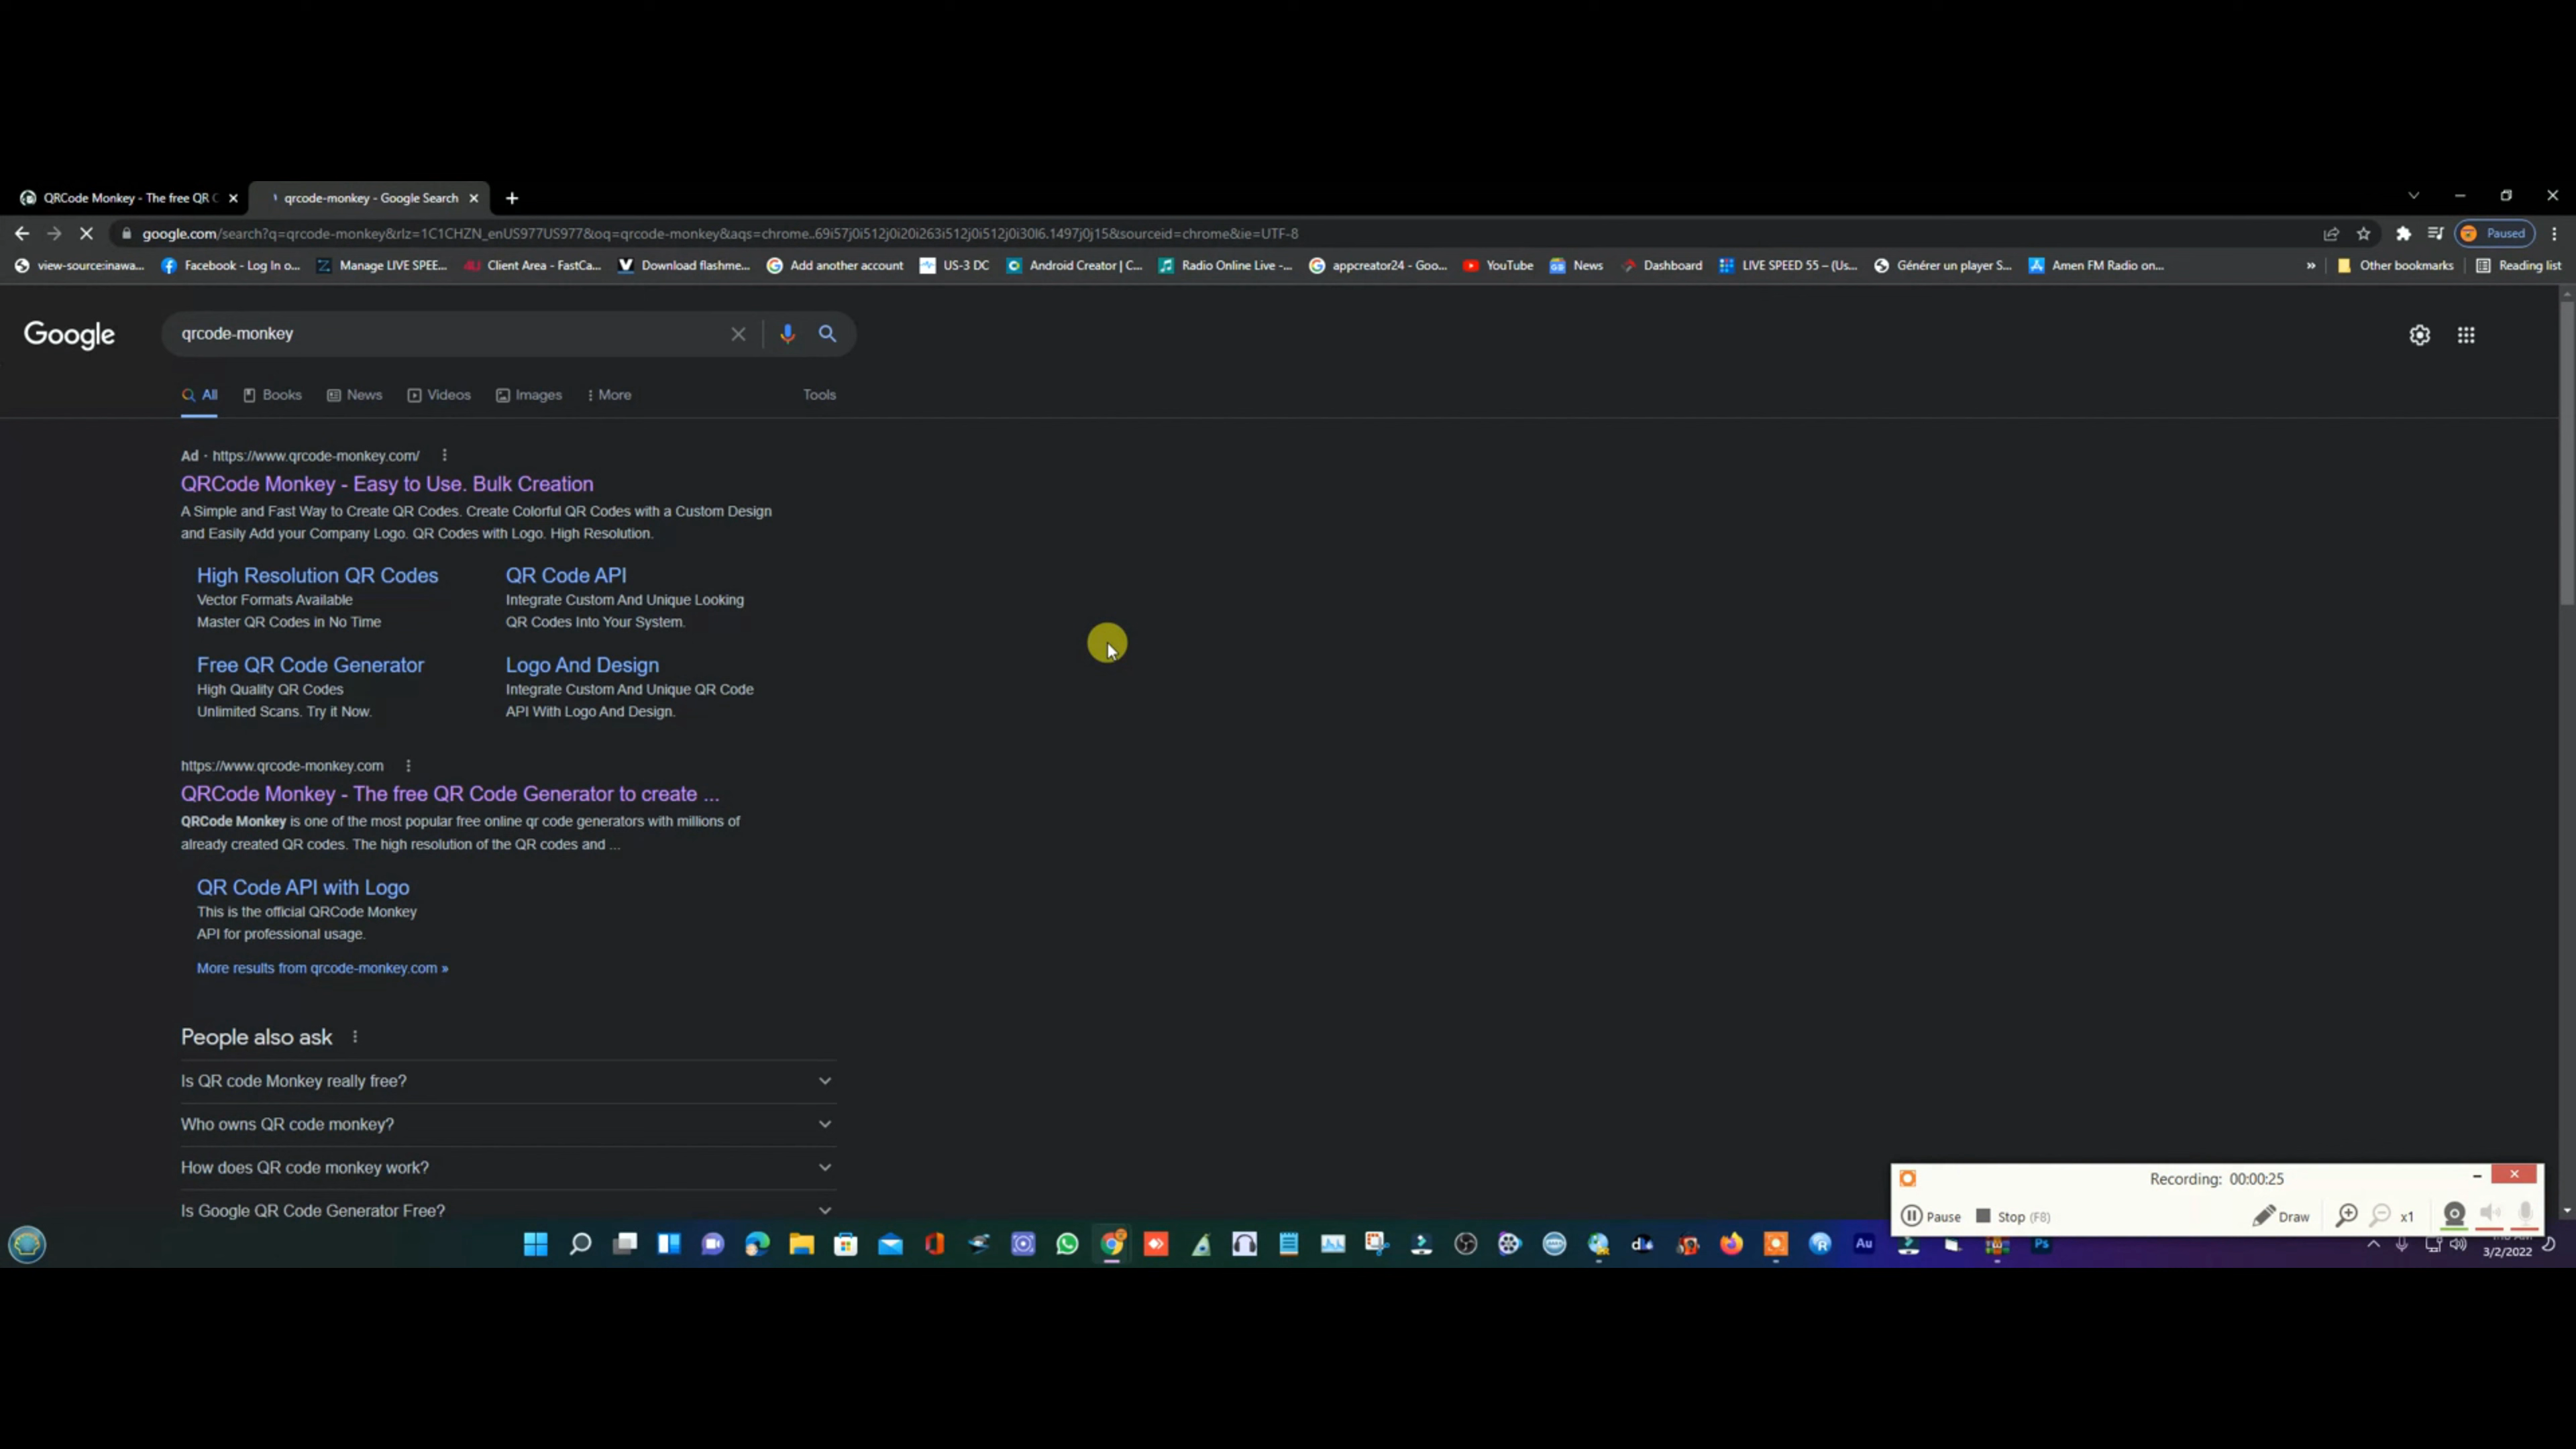 QRCode Monkey - The free QR C
qrcode-monkey - Google Search
google.com/search?q=qrcode-monkey&rlz=1C1CHZN_enUS977US977&oq=qrcode-monkey&aqs=chrome..69i57j0i512j0i20i263i512j0i512j0i30l6.1497j0j15&sourceid=chrome&ie=UTF-8
Paused
view-source:inawa...
Facebook - Log In o...
Manage LIVE SPEE...
Client Area - FastCa...
Download flashme...
Add another account
US-3 DC
Android Creator | C...
Radio Online Live -...
appcreator24 - Goo...
YouTube
News
Dashboard
LIVE SPEED 55 – (Us...
Générer un player S...
Amen FM Radio on...
»
Other bookmarks
Reading list
Google
qrcode-monkey
All
Books
News
Videos
Images
More
Tools
Ad · https://www.qrcode-monkey.com/
QRCode Monkey - Easy to Use. Bulk Creation
A Simple and Fast Way to Create QR Codes. Create Colorful QR Codes with a Custom Design
and Easily Add your Company Logo. QR Codes with Logo. High Resolution.
High Resolution QR Codes
Vector Formats Available
Master QR Codes in No Time
QR Code API
Integrate Custom And Unique Looking
QR Codes Into Your System.
Free QR Code Generator
High Quality QR Codes
Unlimited Scans. Try it Now.
Logo And Design
Integrate Custom And Unique QR Code
API With Logo And Design.
https://www.qrcode-monkey.com
QRCode Monkey - The free QR Code Generator to create ...
QRCode Monkey is one of the most popular free online qr code generators with millions of
already created QR codes. The high resolution of the QR codes and ...
QR Code API with Logo
This is the official QRCode Monkey
API for professional usage.
More results from qrcode-monkey.com »
People also ask
Is QR code Monkey really free?
Who owns QR code monkey?
How does QR code monkey work?
Is Google QR Code Generator Free?
Recording: 00:00:25
Pause
Stop (F8)
Draw
x1
Au
Ps
3/2/2022